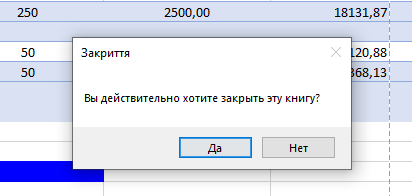 250 2500,00 18131,87
Закриття
50 120,88
50 368,13
Вы действительно хотите закрыть эту книгу?
Да Нет